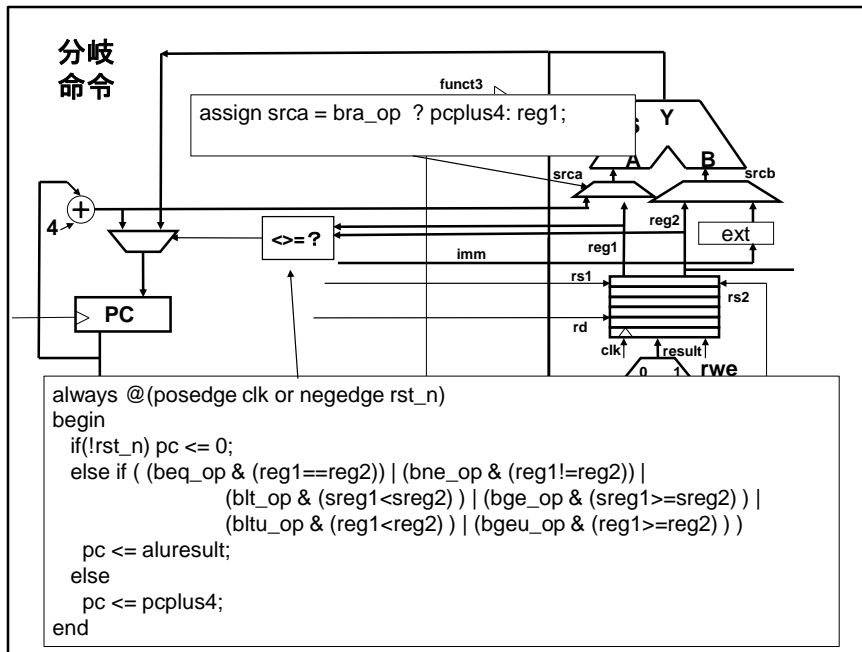 分岐
命令
funct3
assign srca = bra_op ? pcplus4: reg1;
S Y
A B
srca
srcb
+
4
<>=?
reg2
ext
reg1
imm
rs1
PC
rs2
rd
clk
result
0 1
rwe
always @(posedge clk or negedge rst_n)
begin
if(!rst_n) pc <= 0;
else if ( (beq_op & (reg1==reg2)) | (bne_op & (reg1!=reg2)) |
(blt_op & (sreg1<sreg2) ) | (bge_op & (sreg1>=sreg2) ) |
(bltu_op & (reg1<reg2) ) | (bgeu_op & (reg1>=reg2) ) )
pc <= aluresult;
else
pc <= pcplus4;
end